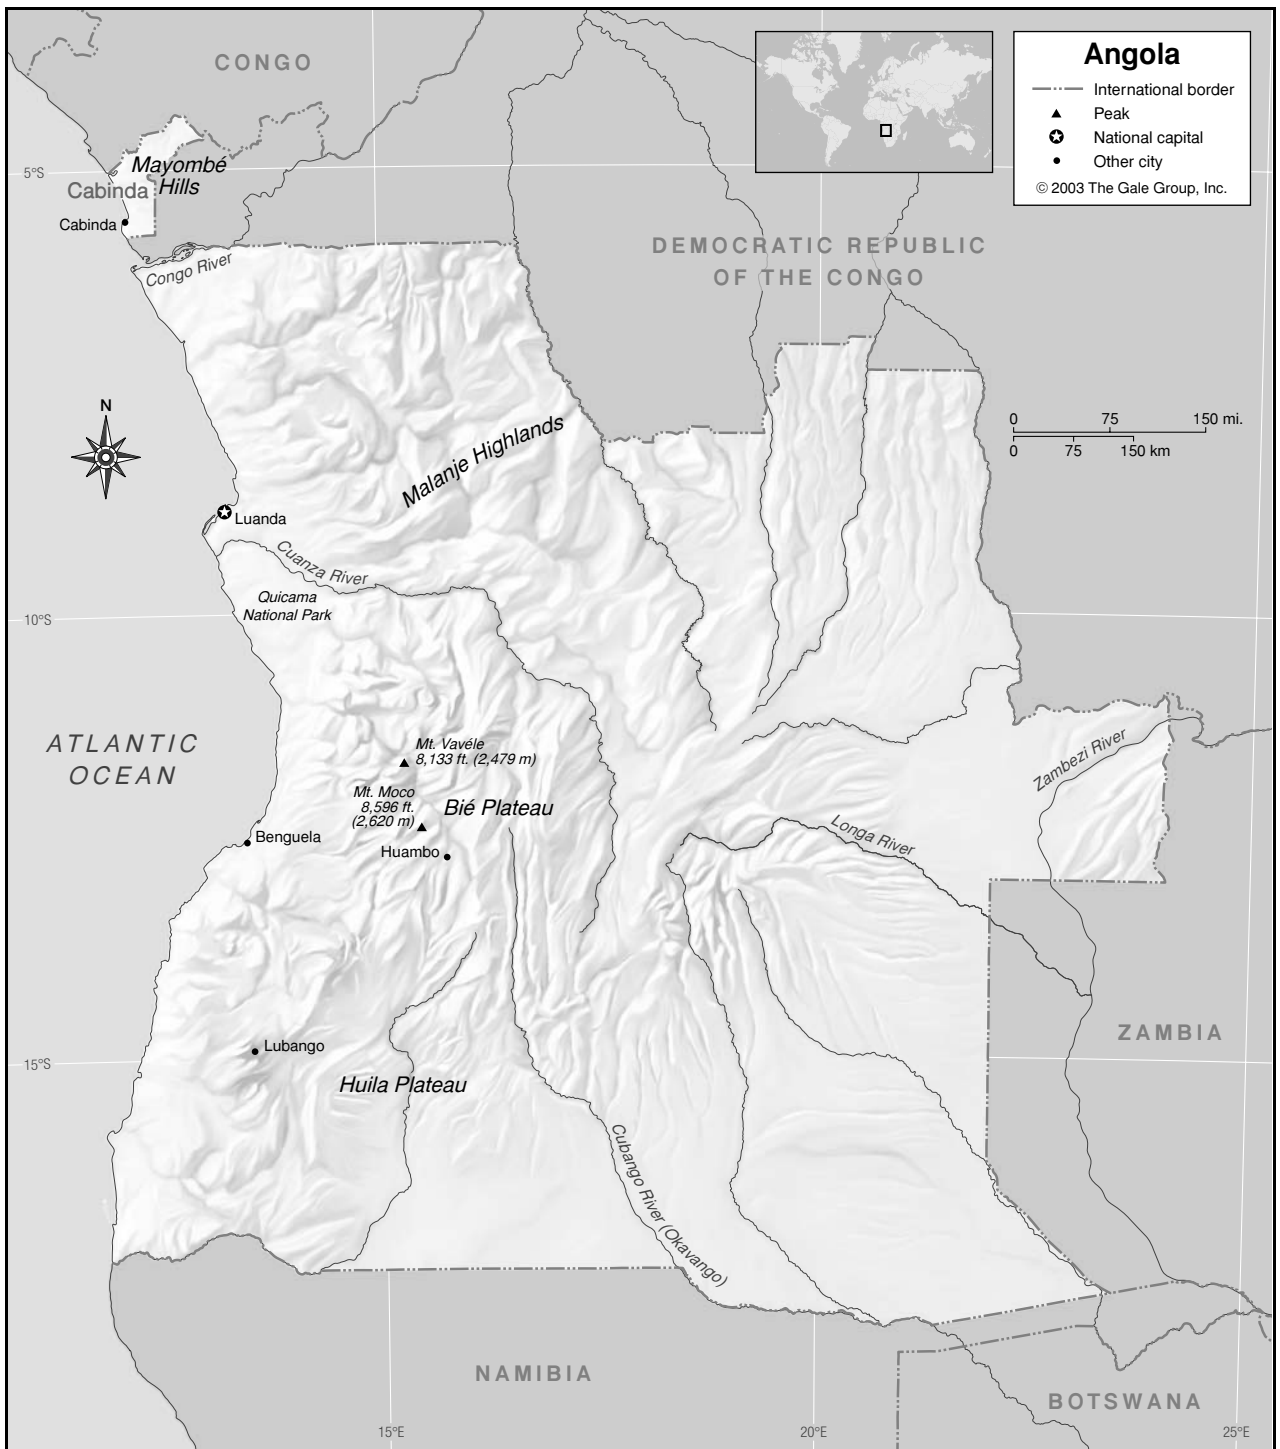 Angola
International border
Peak
National capital
Other city
© 2003 The Gale Group, Inc.
CONGO
5°S
Mayombé
Hills
Cabinda
Cabinda
Congo River
DEMOCRATIC REPUBLIC
OF THE CONGO
N
0 75 150 mi.
0 75 150 km
Malanje Highlands
Luanda
Cuanza River
Quicama
National Park
10°S
ATLANTIC
OCEAN
Mt. Vavéle
8,133 ft. (2,479 m)
Mt. Moco
8,596 ft.
(2,620 m)
Bié Plateau
Zambezi River
Benguela
Huambo
Longa River
ZAMBIA
15°S
Lubango
Huila Plateau
Cubango River (Okavango)
NAMIBIA
BOTSWANA
15°E
20°E
25°E